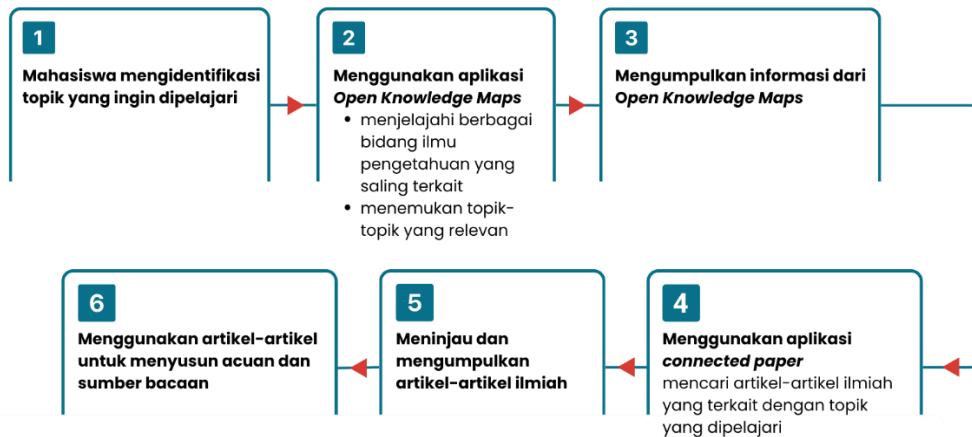 1
Mahasiswa mengidentifikasi
topik yang ingin dipelajari
2
Menggunakan aplikasi
Open Knowledge Maps
• menjelajahi berbagai
bidang ilmu
pengetahuan yang
saling terkait
• menemukan topik-
topik yang relevan
3
Mengumpulkan informasi dari
Open Knowledge Maps
4
Menggunakan aplikasi
connected paper
mencari artikel-artikel ilmiah
yang terkait dengan topik
yang dipelajari
5
Meninjau dan
mengumpulkan
artikel-artikel ilmiah
6
Menggunakan artikel-artikel
untuk menyusun acuan dan
sumber bacaan